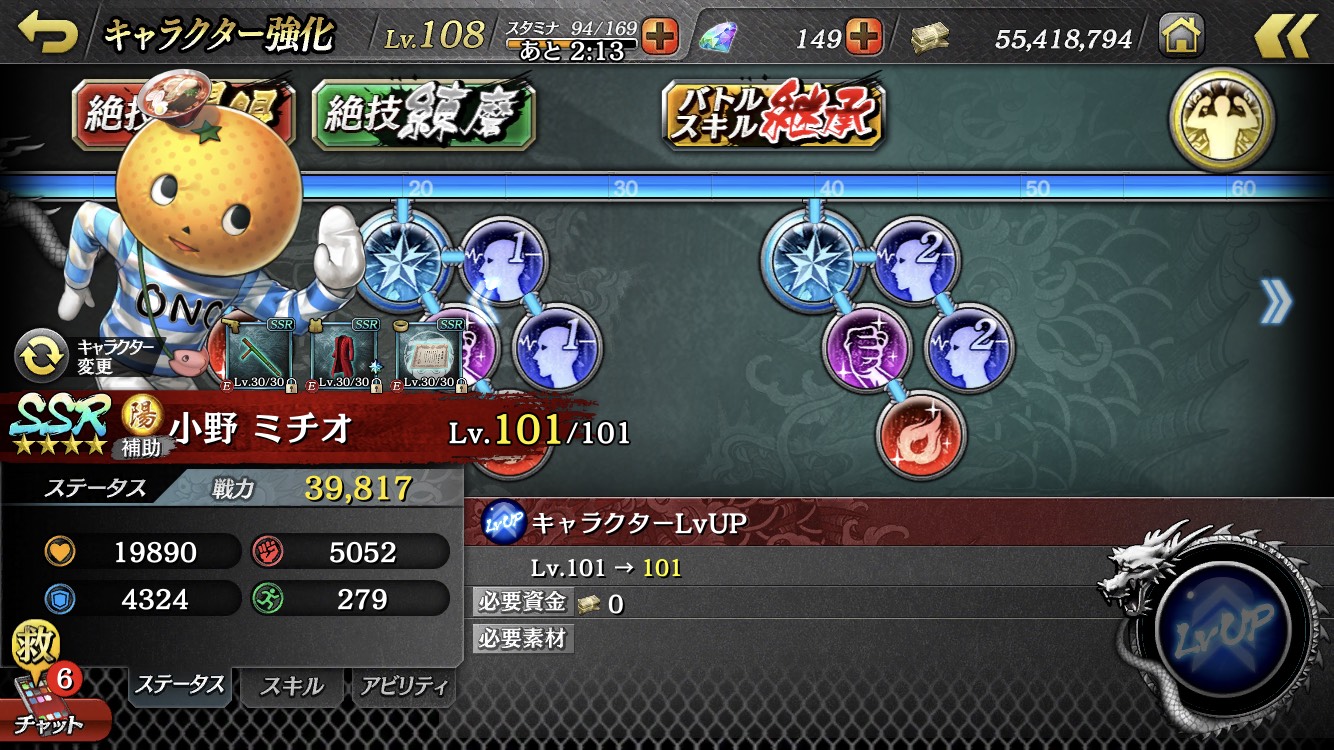 キャラクター強化
Lv.108
スタミナ 94/169
あと 2:13
149
55,418,794
絶技
絶技練磨
バトル
スキル継承
20
30
40
50
60
1
2
1
2
ONO
キャラクター
変更
SSR
SSR
SSR
E Lv.30/30
E Lv.30/30
E Lv.30/30
SSR
陽
補助
小野 ミチオ
Lv.101/101
ステータス
戦力
39,817
19890
5052
4324
279
LvUP
キャラクターLvUP
Lv.101 → 101
必要資金
0
必要素材
LvUP
救
6
チャット
ステータス
スキル
アビリティ